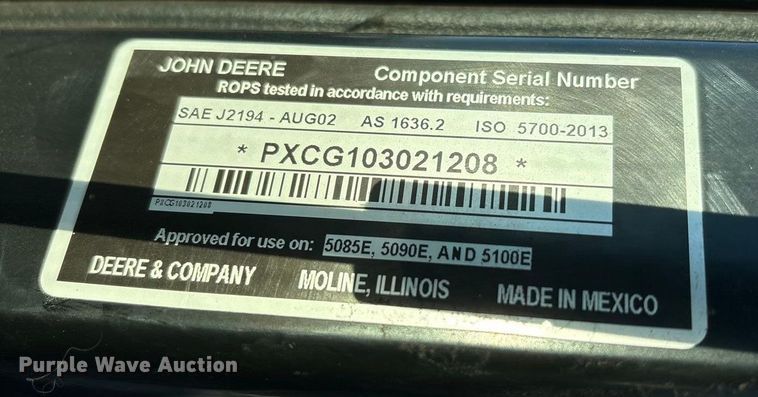 JOHN DEERE Component Serial Number
ROPS tested in accordance with requirements:
SAE J2194 - AUG02 AS 1636.2 ISO 5700-2013
* PXCG103021208 *
PXCG103021208
Approved for use on: 5085E, 5090E, AND 5100E
DEERE & COMPANY MOLINE, ILLINOIS MADE IN MEXICO
Purple Wave Auction